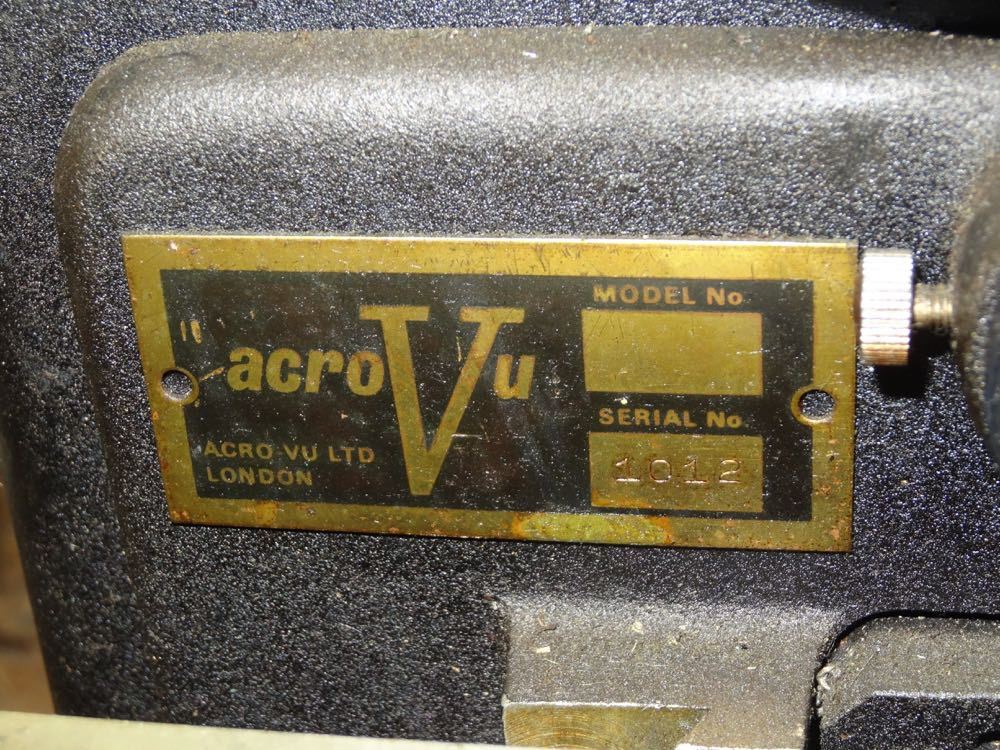 acroVu
ACRO VU LTD
LONDON
MODEL No
SERIAL No.
1012